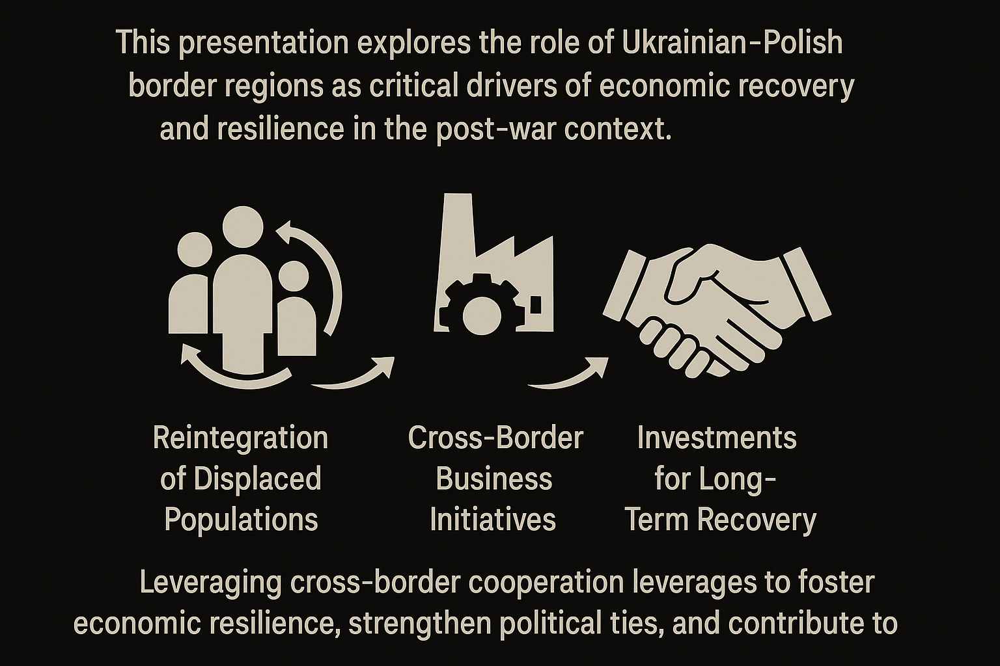 This presentation explores the role of Ukrainian-Polish
border regions as critical drivers of economic recovery
and resilience in the post-war context.
Reintegration
of Displaced
Populations
Cross-Border
Business
Initiatives
Investments
for Long-
Term Recovery
Leveraging cross-border cooperation leverages to foster
economic resilience, strengthen political ties, and contribute to